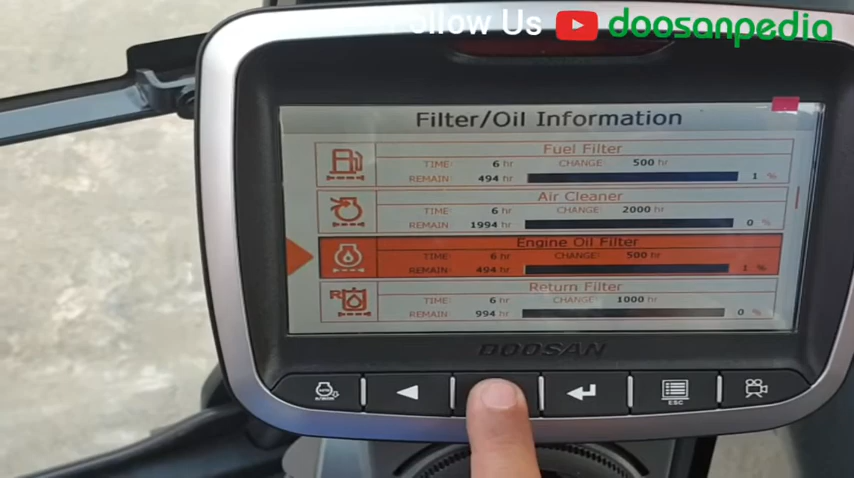 ollow Us doosanpedia
Filter/Oil Information
Fuel Filter
TIME: 6 hr CHANGE: 500 hr
REMAIN: 494 hr 1 %
Air Cleaner
TIME: 6 hr CHANGE: 2000 hr
REMAIN: 1994 hr 0 %
Engine Oil Filter
TIME: 6 hr CHANGE: 500 hr
REMAIN: 494 hr 1 %
Return Filter
R
TIME: 6 hr CHANGE: 1000 hr
REMAIN: 994 hr 0 %
DOOSAN
ESC